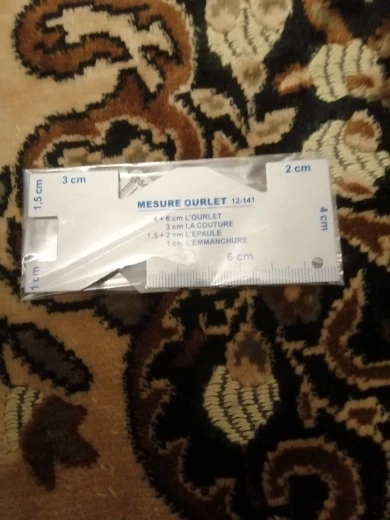 3 cm
2 cm
1,5 cm
MESURE OURLET 12-141
4 + 6 cm L'OURLET
3 cm LA COUTURE
1,5 + 2 cm L'EPAULE
1 cm L'EMMANCHURE
4 cm
1 cm
6 cm